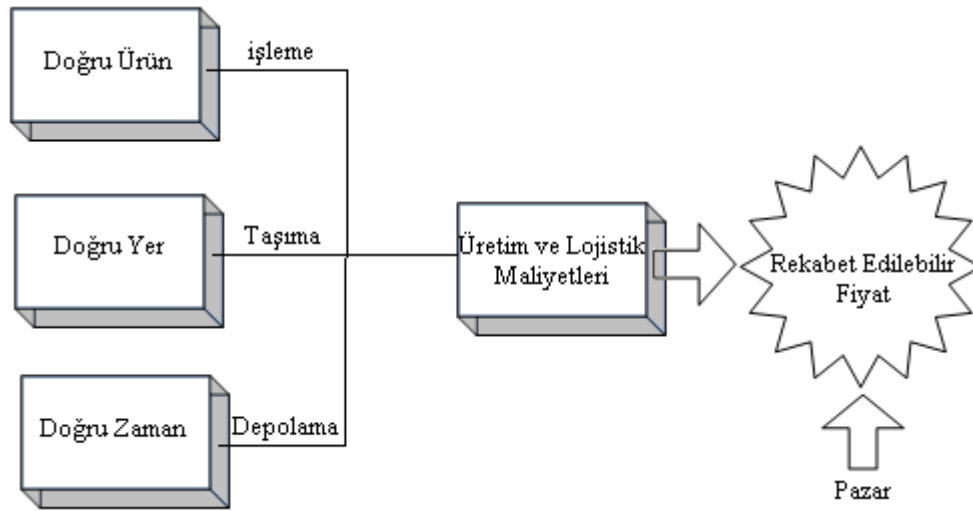 Doğru Ürün
işleme
Doğru Yer
Taşıma
Üretim ve Lojistik
Maliyetleri
Rekabet Edilebilir
Fiyat
Doğru Zaman
Depolama
Pazar